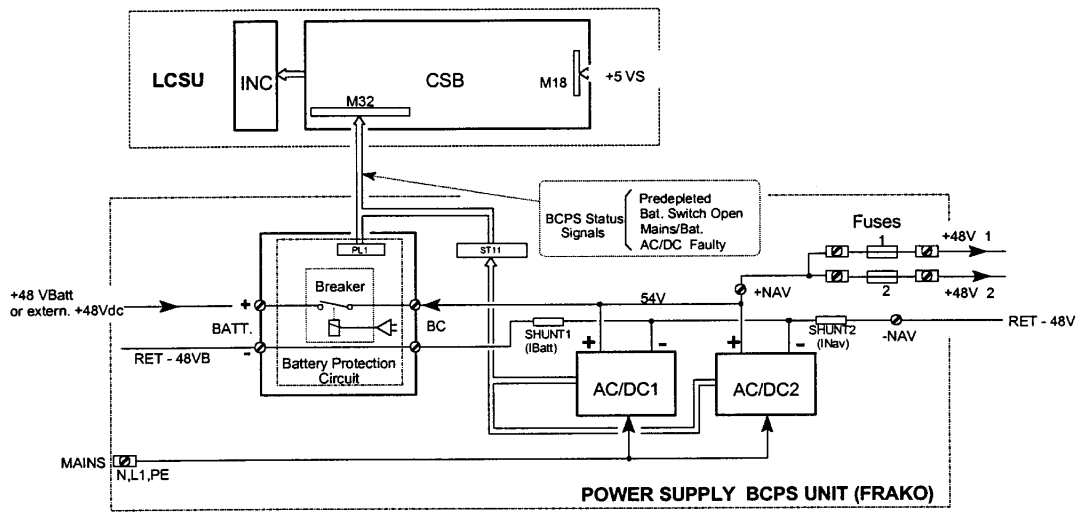 LCSU
INC
CSB
M18
+5 VS
M32
BCPS Status
Signals
Predepleted
Bat. Switch Open
Mains/Bat.
AC/DC Faulty
Fuses
1
+48V 1
2
+48V 2
PL1
ST11
Breaker
+48 VBatt
or extern. +48Vdc
+
BATT.
BC
54V
+NAV
RET - 48VB
-
Battery Protection
Circuit
SHUNT1
(IBatt)
+
-
AC/DC1
+
-
AC/DC2
SHUNT2
(INav)
-NAV
RET - 48V
MAINS
N,L1,PE
POWER SUPPLY BCPS UNIT (FRAKO)